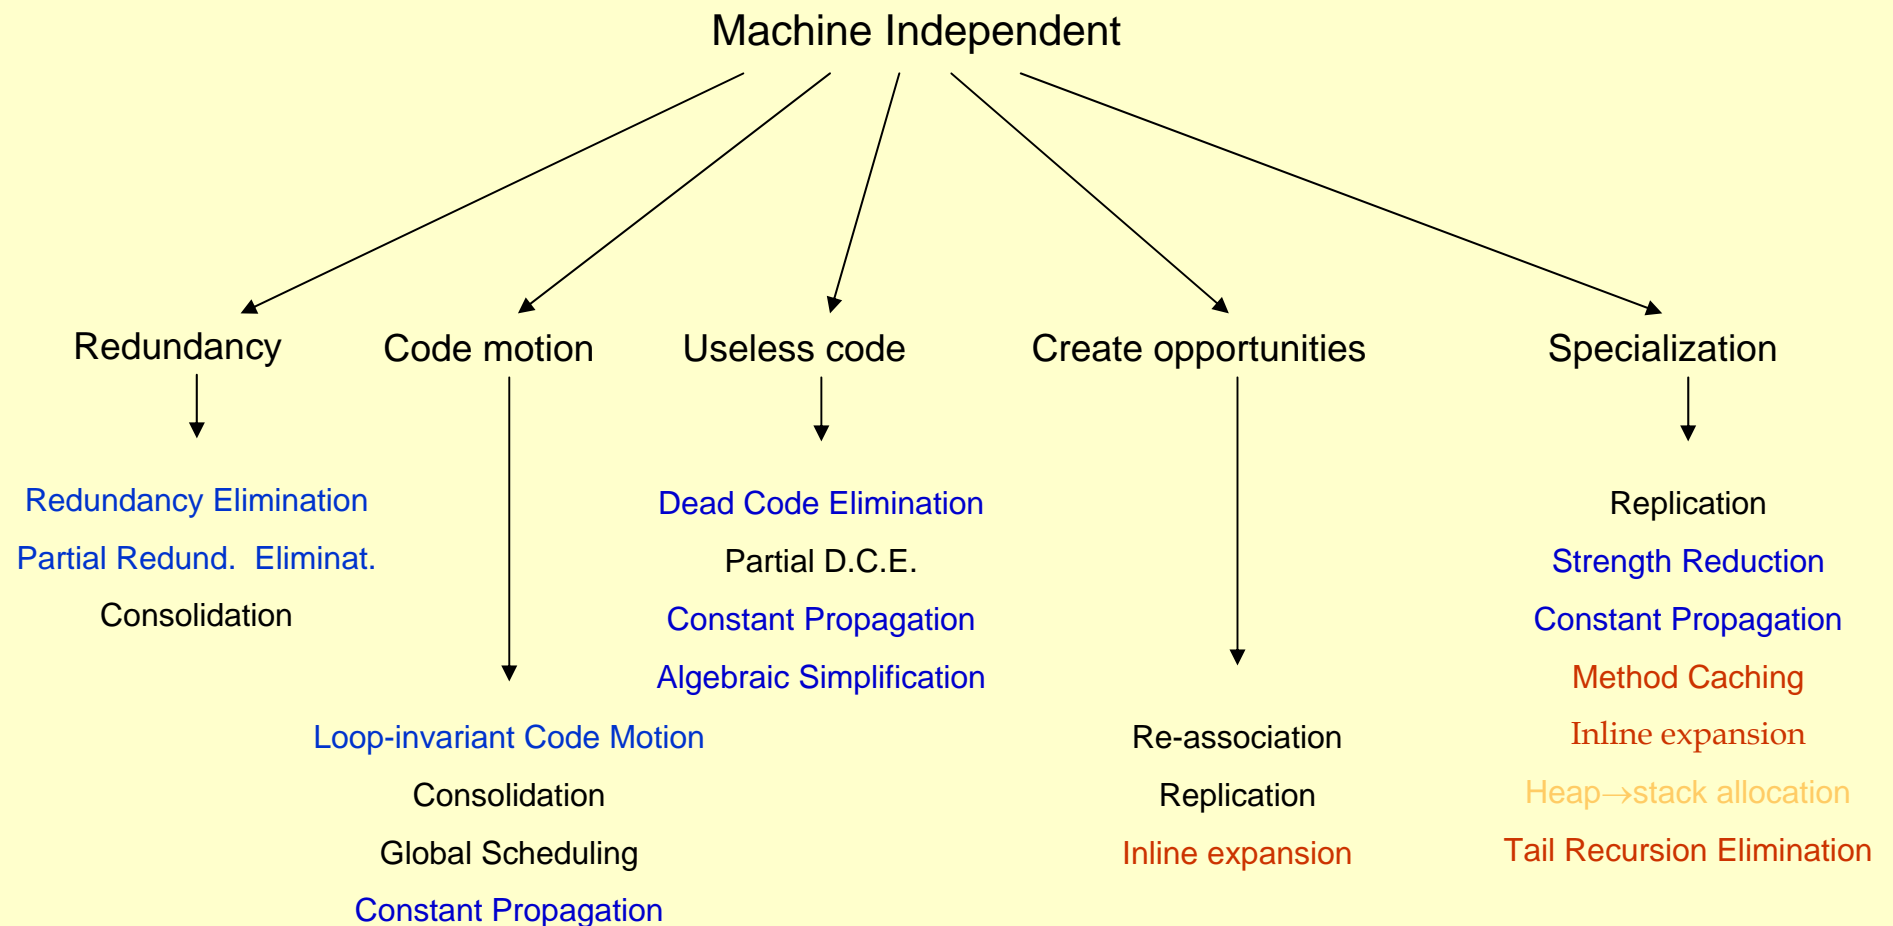 Machine Independent
Redundancy
Code motion
Useless code
Create opportunities
Specialization
Redundancy Elimination
Partial Redund. Eliminat.
Consolidation
Loop-invariant Code Motion
Consolidation
Global Scheduling
Constant Propagation
Dead Code Elimination
Partial D.C.E.
Constant Propagation
Algebraic Simplification
Re-association
Replication
Inline expansion
Replication
Strength Reduction
Constant Propagation
Method Caching
Inline expansion
Heap→stack allocation
Tail Recursion Elimination